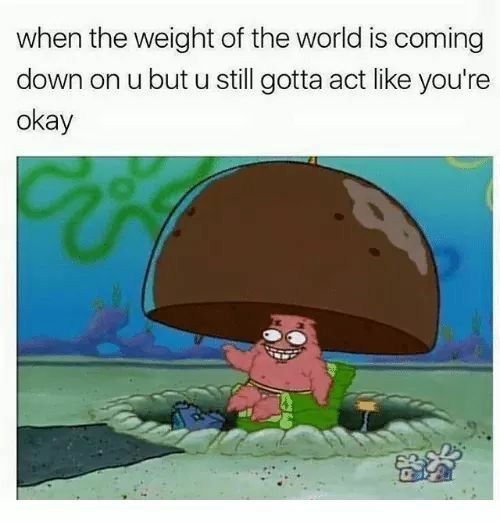 when the weight of the world is coming
down on u but u still gotta act like you're
okay